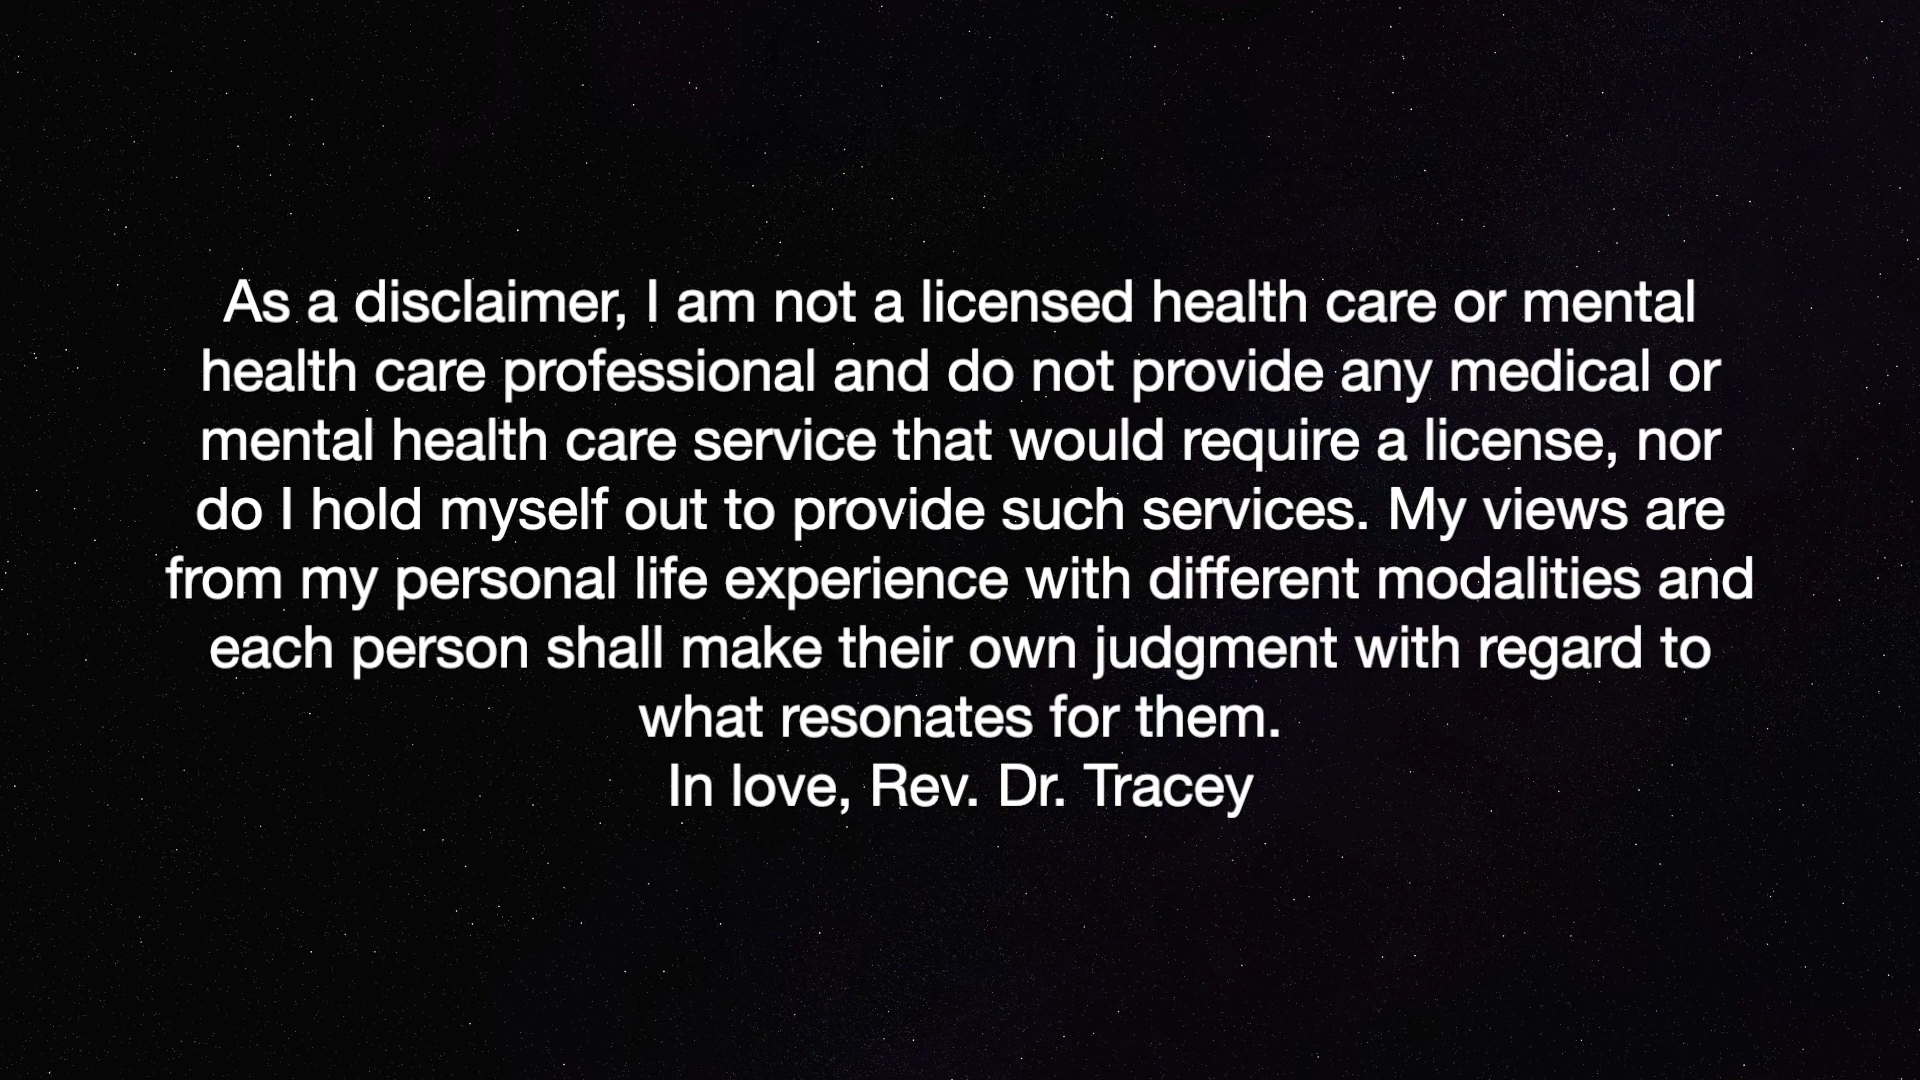 As a disclaimer, I am not a licensed health care or mental
health care professional and do not provide any medical or
mental health care service that would require a license, nor
do I hold myself out to provide such services. My views are
from my personal life experience with different modalities and
each person shall make their own judgment with regard to
what resonates for them.
In love, Rev. Dr. Tracey